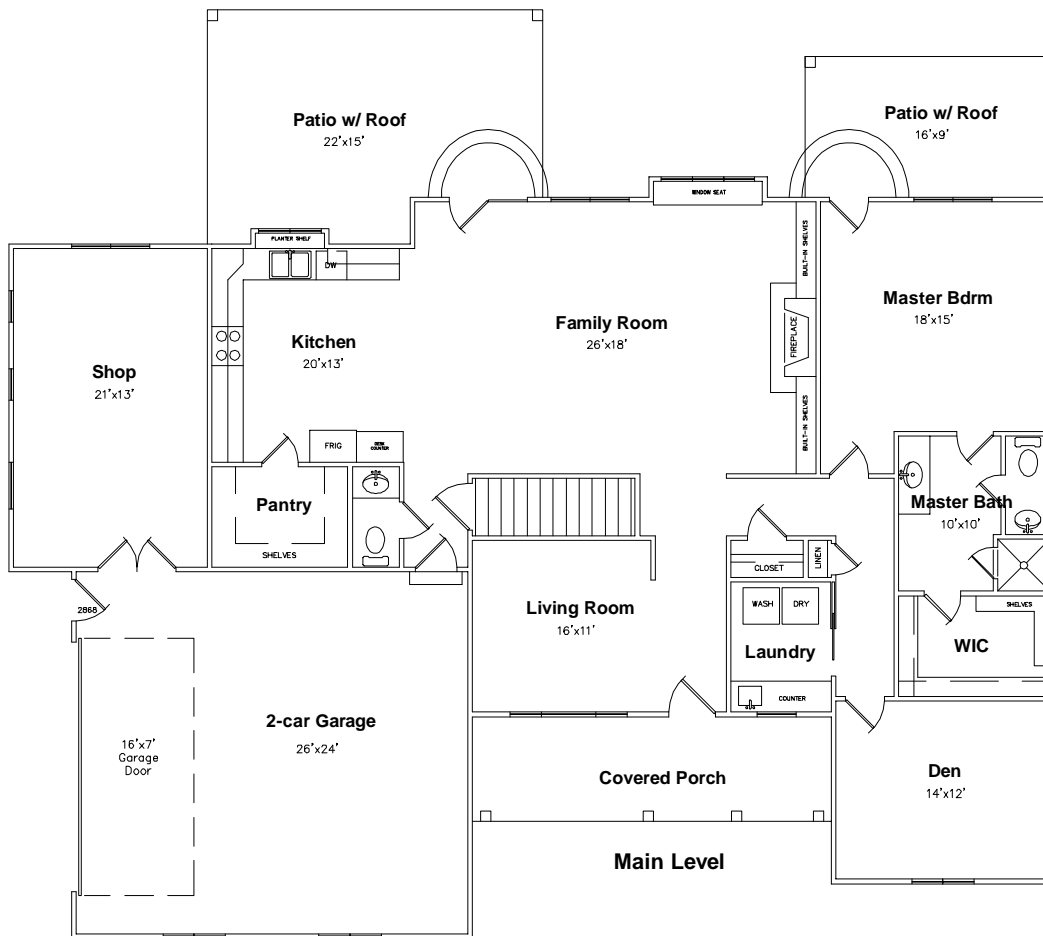 Patio w/ Roof
22'x15'
Patio w/ Roof
16'x9'
WINDOW SEAT
PLANTER SHELF
DW
BUILT-IN SHELVES
Kitchen
20'x13'
Family Room
26'x18'
FIREPLACE
Master Bdrm
18'x15'
Shop
21'x13'
BUILT-IN SHELVES
FRIG
DESK
COUNTER
Pantry
SHELVES
Master Bath
10'x10'
CLOSET
LINEN
2868
Living Room
16'x11'
WASH
DRY
Laundry
COUNTER
SHELVES
WIC
2-car Garage
26'x24'
16'x7'
Garage
Door
Covered Porch
Den
14'x12'
Main Level